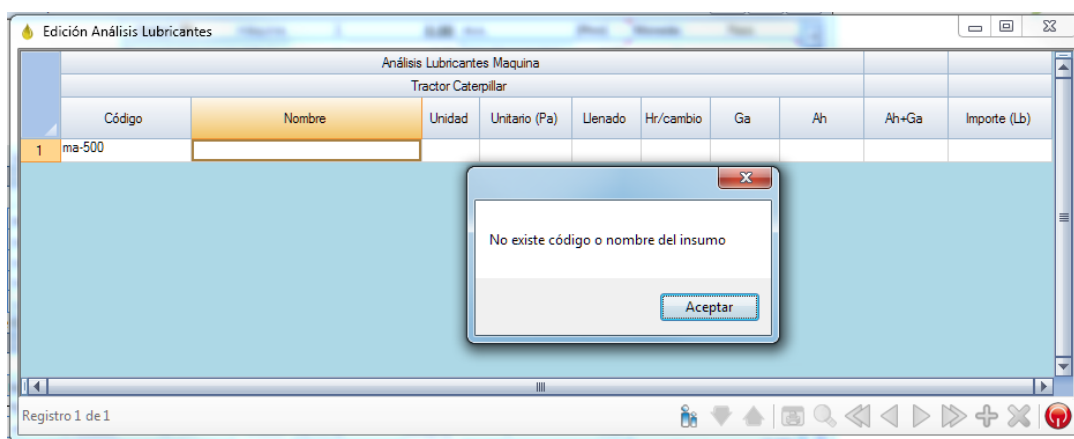 Edición Análisis Lubricantes
Análisis Lubricantes Maquina
Tractor Caterpillar
Código Nombre Unidad Unitario (Pa) Llenado Hr/cambio Ga Ah Ah+Ga Importe (Lb)
1 ma-500
No existe código o nombre del insumo
Aceptar
Registro 1 de 1